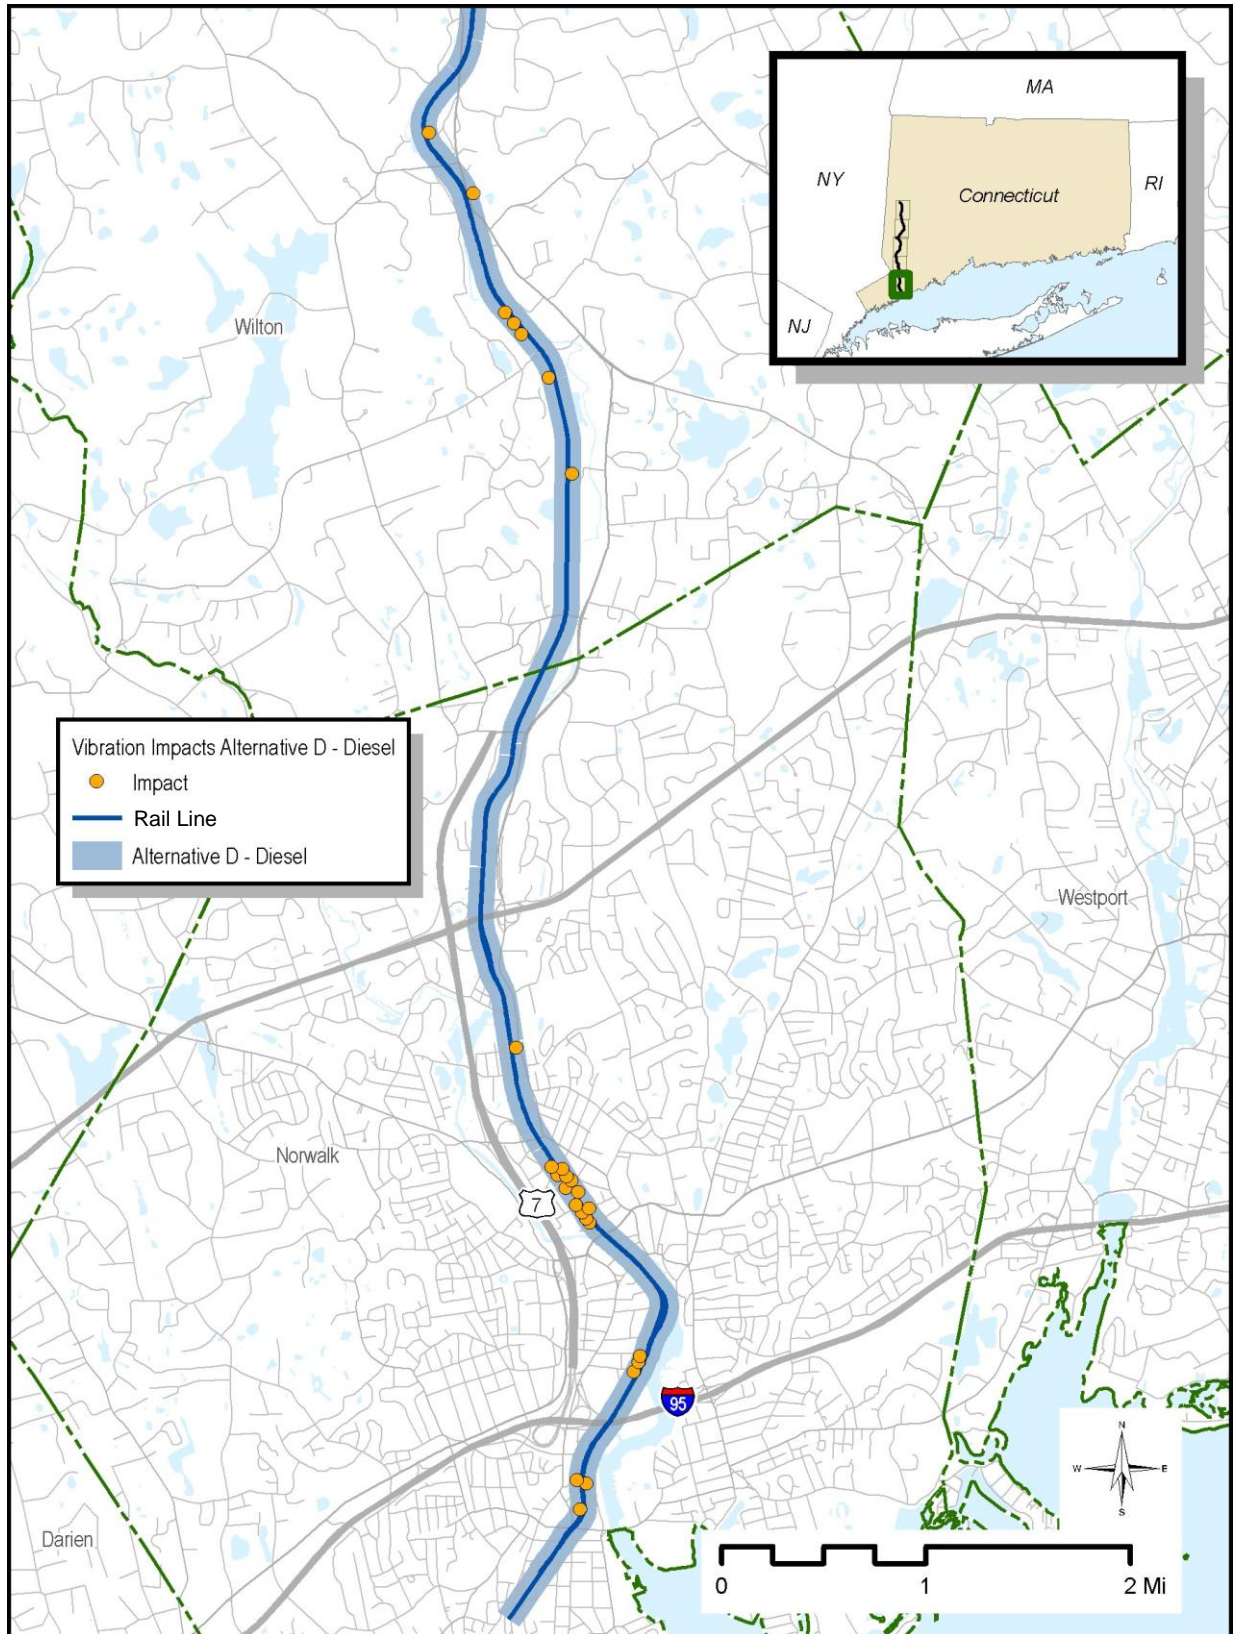 MA
NY
Connecticut
RI
NJ
Wilton
Vibration Impacts Alternative D - Diesel
Impact
Rail Line
Alternative D - Diesel
Westport
Norwalk
7
95
N
W
E
S
Darien
0
1
2 Mi